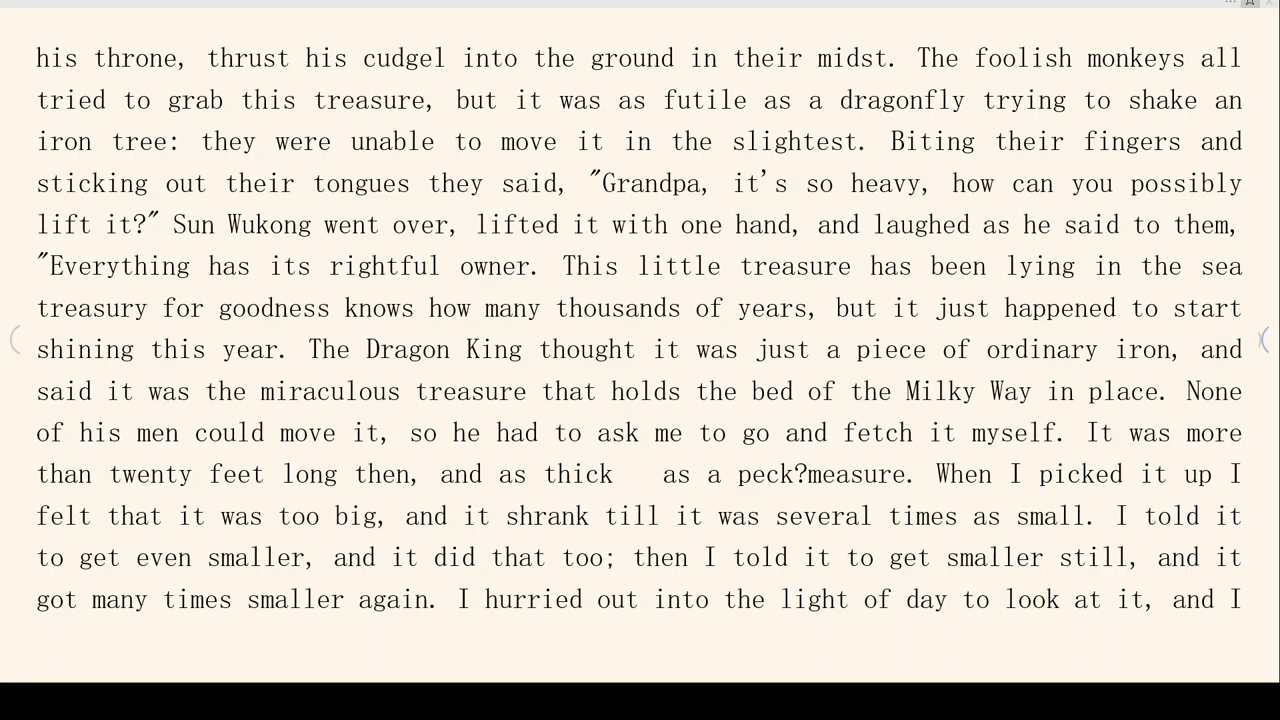 his throne, thrust his cudgel into the ground in their midst. The foolish monkeys all
tried to grab this treasure, but it was as futile as a dragonfly trying to shake an
iron tree: they were unable to move it in the slightest. Biting their fingers and
sticking out their tongues they said, "Grandpa, it's so heavy, how can you possibly
lift it?" Sun Wukong went over, lifted it with one hand, and laughed as he said to them,
"Everything has its rightful owner. This little treasure has been lying in the sea
treasury for goodness knows how many thousands of years, but it just happened to start
shining this year. The Dragon King thought it was just a piece of ordinary iron, and
said it was the miraculous treasure that holds the bed of the Milky Way in place. None
of his men could move it, so he had to ask me to go and fetch it myself. It was more
than twenty feet long then, and as thick as a peck?measure. When I picked it up I
felt that it was too big, and it shrank till it was several times as small. I told it
to get even smaller, and it did that too; then I told it to get smaller still, and it
got many times smaller again. I hurried out into the light of day to look at it, and I